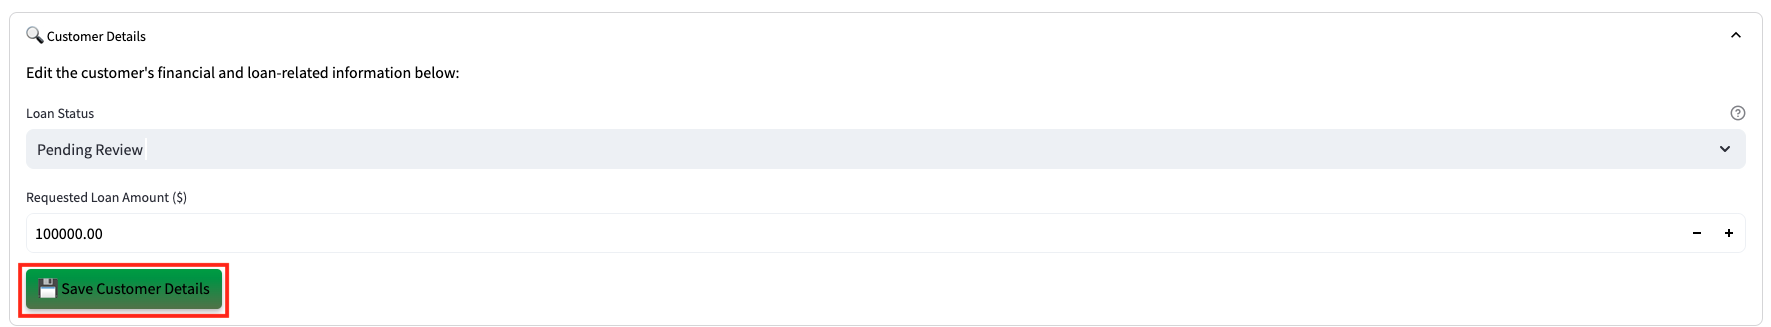 Customer Details
Edit the customer's financial and loan-related information below:
Loan Status
Pending Review
Requested Loan Amount ($)
100000.00
Save Customer Details